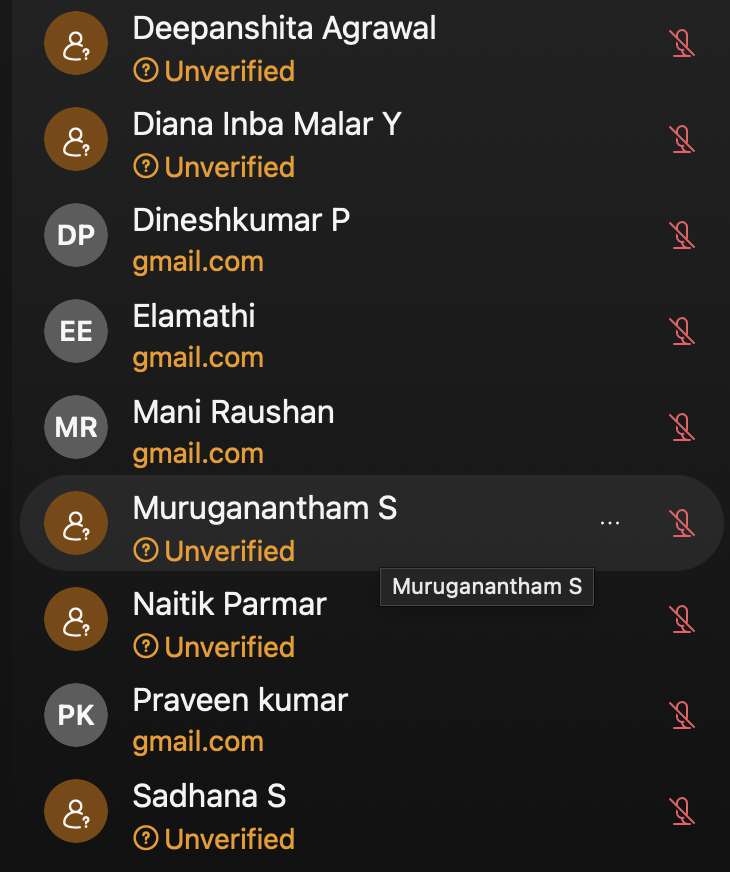 Deepanshita Agrawal
Unverified
Diana Inba Malar Y
Unverified
DP
Dineshkumar P
gmail.com
EE
Elamathi
gmail.com
MR
Mani Raushan
gmail.com
Muruganantham S
...
Unverified
Muruganantham S
Naitik Parmar
Unverified
PK
Praveen kumar
gmail.com
Sadhana S
Unverified